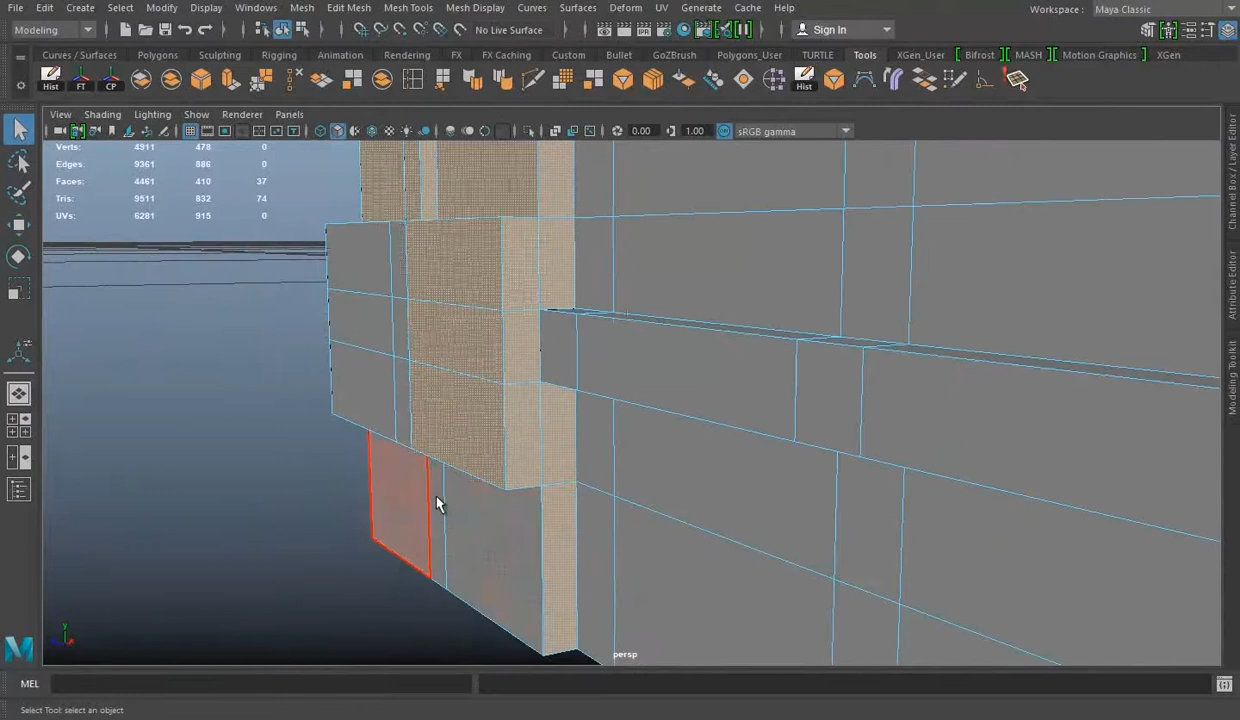 File Edit Create Select Modify Display Windows Mesh Edit Mesh Mesh Tools Mesh Display Curves Surfaces Deform UV Generate Cache Help Workspace : Maya Classic
Modeling No Live Surface Sign In
Curves / Surfaces Polygons Sculpting Rigging Animation Rendering FX FX Caching Custom Bullet GoZBrush Polygons_User TURTLE Tools XGen_User Bifrost MASH Motion Graphics XGen
Hist FT CP Hist
View Shading Lighting Show Renderer Panels
0.00 1.00 sRGB gamma
Verts: 4911 478 0
Edges: 9361 886 0
Faces: 4461 410 37
Tris: 9511 832 74
UVs: 6281 915 0
Channel Box / Layer Editor
Attribute Editor
Modeling Toolkit
y
persp
MEL
Select Tool: select an object